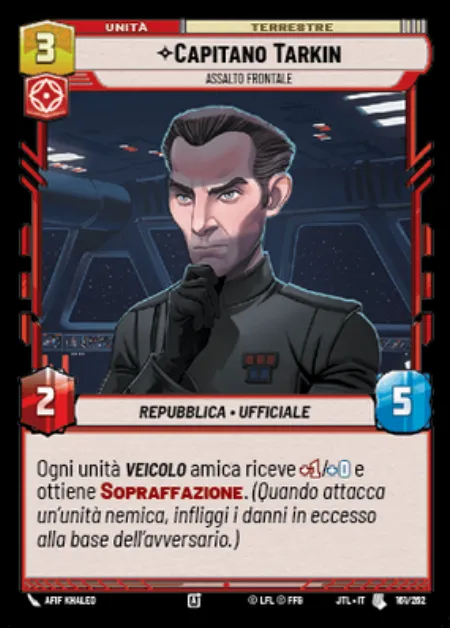 UNITÀ
TERRESTRE
3
CAPITANO TARKIN
ASSALTO FRONTALE
2
REPUBBLICA • UFFICIALE
5
Ogni unità VEICOLO amica riceve +1/+0 e
ottiene SOPRAFFAZIONE. (Quando attacca
un'unità nemica, infliggi i danni in eccesso
alla base dell'avversario.)
AFIF KHALED
© LFL © FFG
JTL • IT
161/262